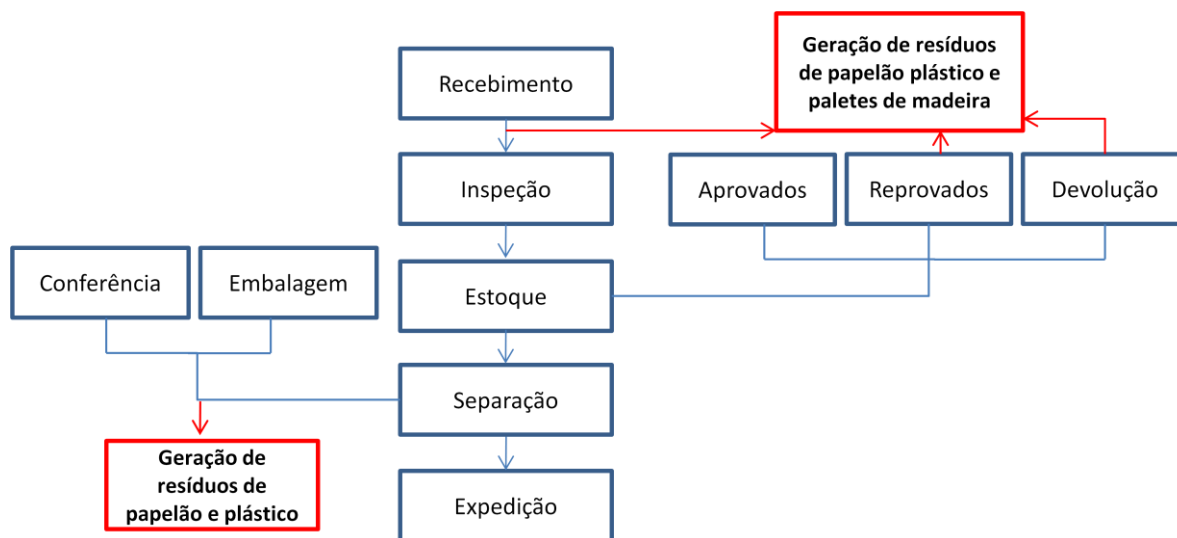 Recebimento
Geração de resíduos
de papelão plástico e
paletes de madeira
Inspeção
Aprovados
Reprovados
Devolução
Conferência
Embalagem
Estoque
Separação
Geração de
resíduos de
papelão e plástico
Expedição